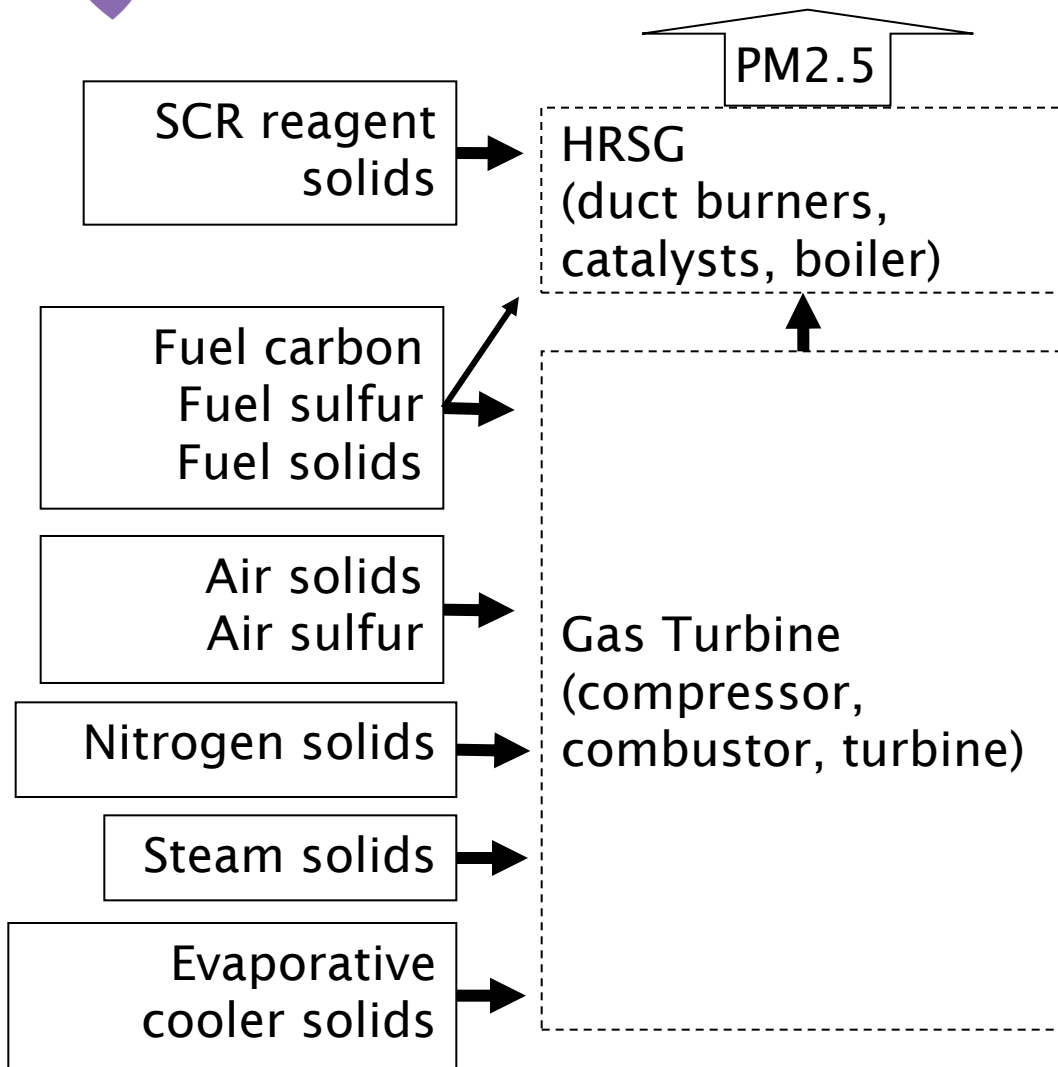 PM2.5
SCR reagent
solids
HRSG
(duct burners,
catalysts, boiler)
Fuel carbon
Fuel sulfur
Fuel solids
Air solids
Air sulfur
Nitrogen solids
Steam solids
Evaporative
cooler solids
Gas Turbine
(compressor,
combustor, turbine)